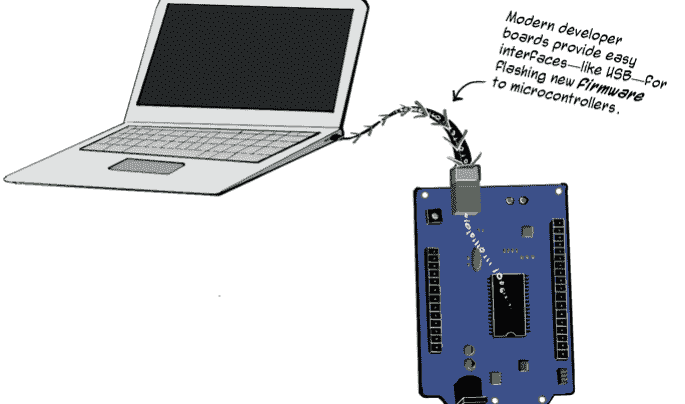 Modern developer
boards provide easy
interfaces—like USB—for
flashing new firmware
to microcontrollers.